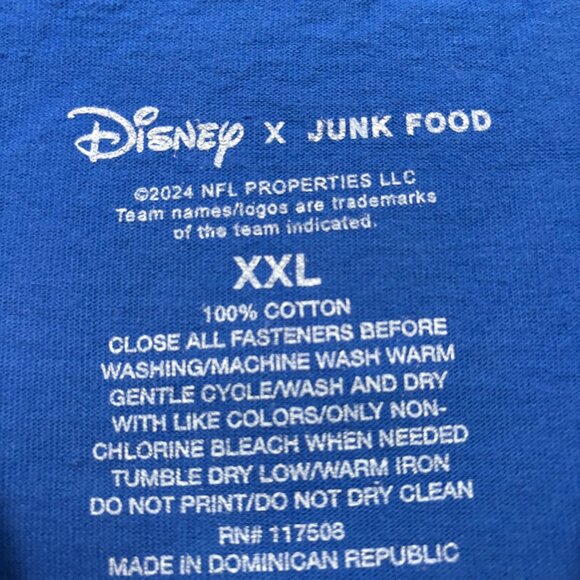 Disney X JUNK FOOD
©2024 NFL PROPERTIES LLC
Team names/logos are trademarks
of the team indicated.
XXL
100% COTTON
CLOSE ALL FASTENERS BEFORE
WASHING/MACHINE WASH WARM
GENTLE CYCLE/WASH AND DRY
WITH LIKE COLORS/ONLY NON-
CHLORINE BLEACH WHEN NEEDED
TUMBLE DRY LOW/WARM IRON
DO NOT PRINT/DO NOT DRY CLEAN
RN# 117508
MADE IN DOMINICAN REPUBLIC